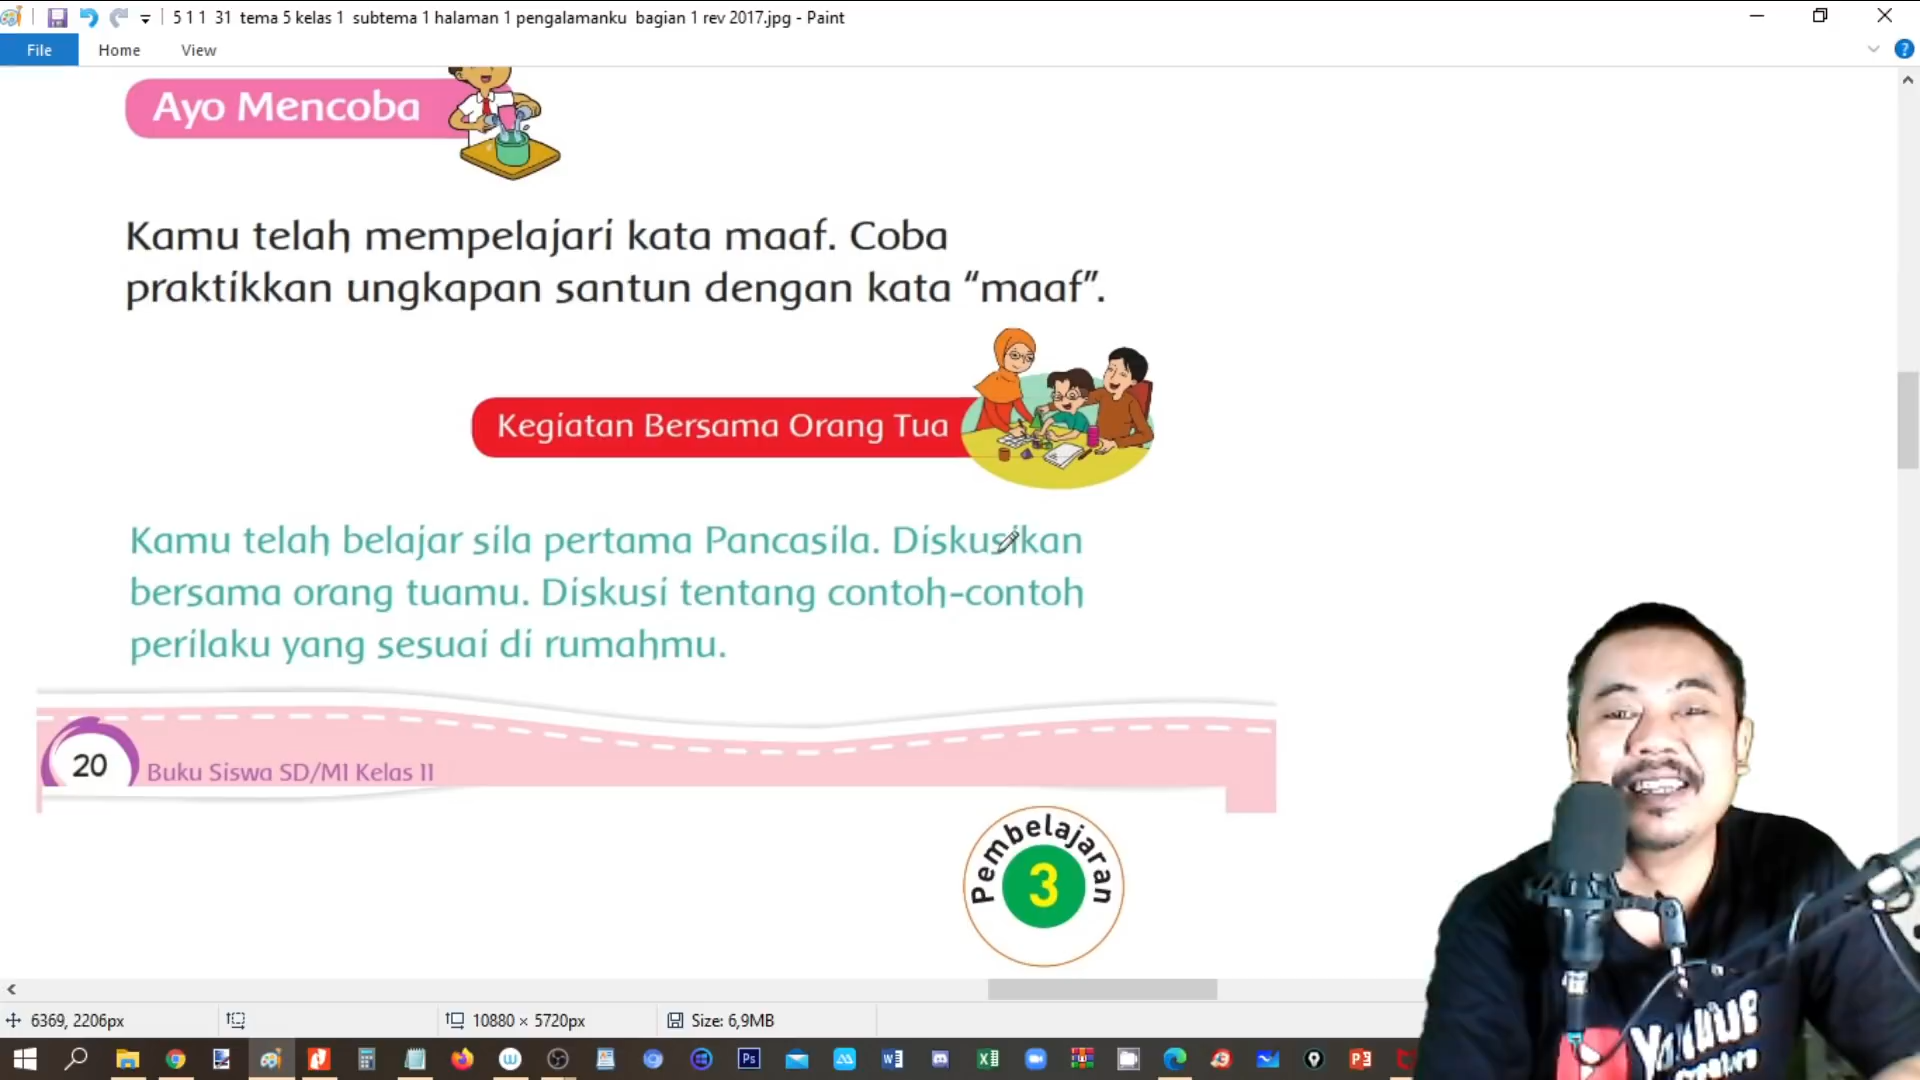 5 1 1 31 tema 5 kelas 1 subtema 1 halaman 1 pengalamanku bagian 1 rev 2017.jpg - Paint
File Home View
Ayo Mencoba
Kamu telah mempelajari kata maaf. Coba
praktikkan ungkapan santun dengan kata “maaf”.
Kegiatan Bersama Orang Tua
Kamu telah belajar sila pertama Pancasila. Diskusikan
bersama orang tuamu. Diskusi tentang contoh-contoh
perilaku yang sesuai di rumahmu.
20 Buku Siswa SD/MI Kelas II
Pembelajaran
3
6369, 2206px 10880 × 5720px Size: 6,9MB